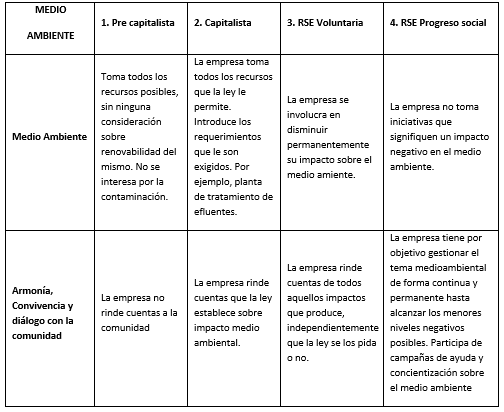 MEDIO
AMBIENTE
1. Pre capitalista
2. Capitalista
3. RSE Voluntaria
4. RSE Progreso social
Medio Ambiente
Toma todos los
recursos posibles,
sin ninguna
consideración
sobre
renovabilidad del
mismo. No se
interesa por la
contaminación.
La empresa toma
todos los recursos
que la ley le
permite.
Introduce los
requerimientos
que le son
exigidos. Por
ejemplo, planta
de tratamiento de
efluentes.
La empresa se
involucra en
disminuir
permanentemente
su impacto sobre el
medio amiente.
La empresa no toma
iniciativas que
signifiquen un impacto
negativo en el medio
ambiente.
Armonía,
Convivencia y
diálogo con la
comunidad
La empresa no
rinde cuentas a la
comunidad
La empresa rinde
cuentas que la ley
establece sobre
impacto medio
ambiental.
La empresa rinde
cuentas de todos
aquellos impactos
que produce,
independientemente
que la ley se los pida
o no.
La empresa tiene por
objetivo gestionar el
tema medioambiental
de forma continua y
permanente hasta
alcanzar los menores
niveles negativos
posibles. Participa de
campañas de ayuda y
concientización sobre
el medio ambiente